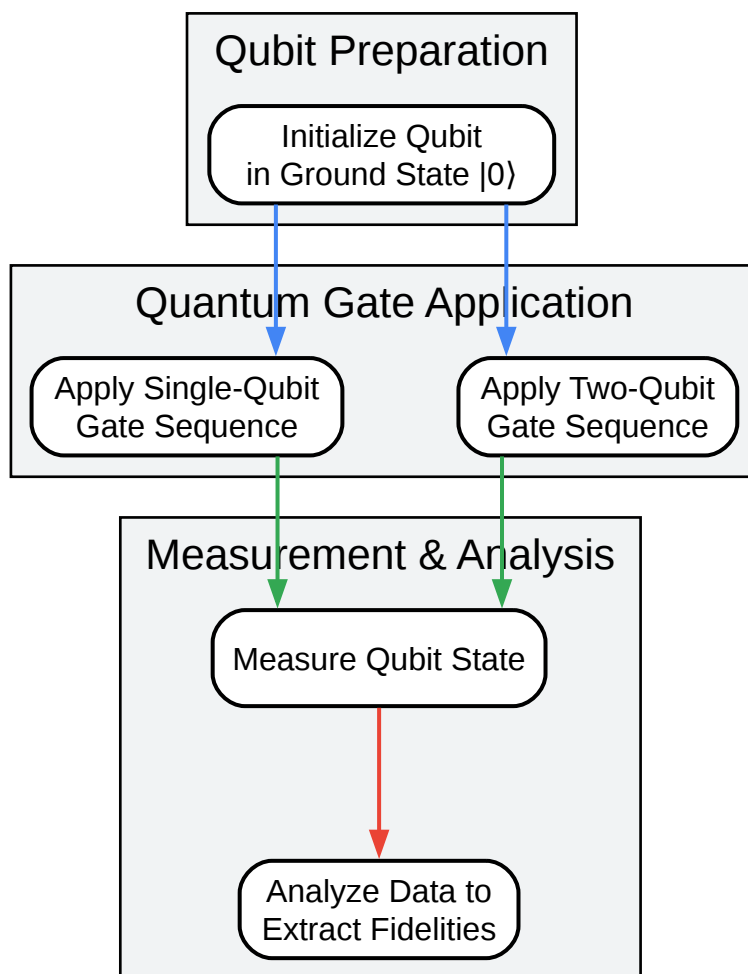 Qubit Preparation
Initialize Qubit
in Ground State |0⟩
Quantum Gate Application
Apply Single-Qubit
Gate Sequence
Apply Two-Qubit
Gate Sequence
Measurement & Analysis
Measure Qubit State
Analyze Data to
Extract Fidelities